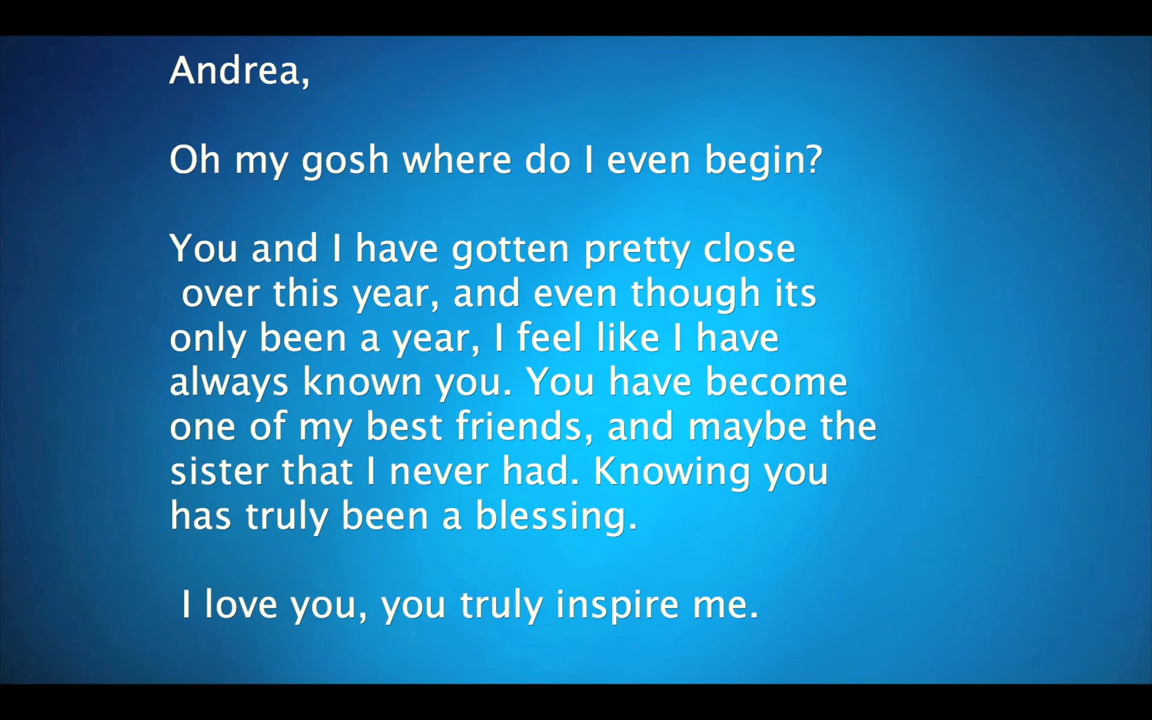 Andrea,
Oh my gosh where do I even begin?
You and I have gotten pretty close
over this year, and even though its
only been a year, I feel like I have
always known you. You have become
one of my best friends, and maybe the
sister that I never had. Knowing you
has truly been a blessing.
I love you, you truly inspire me.